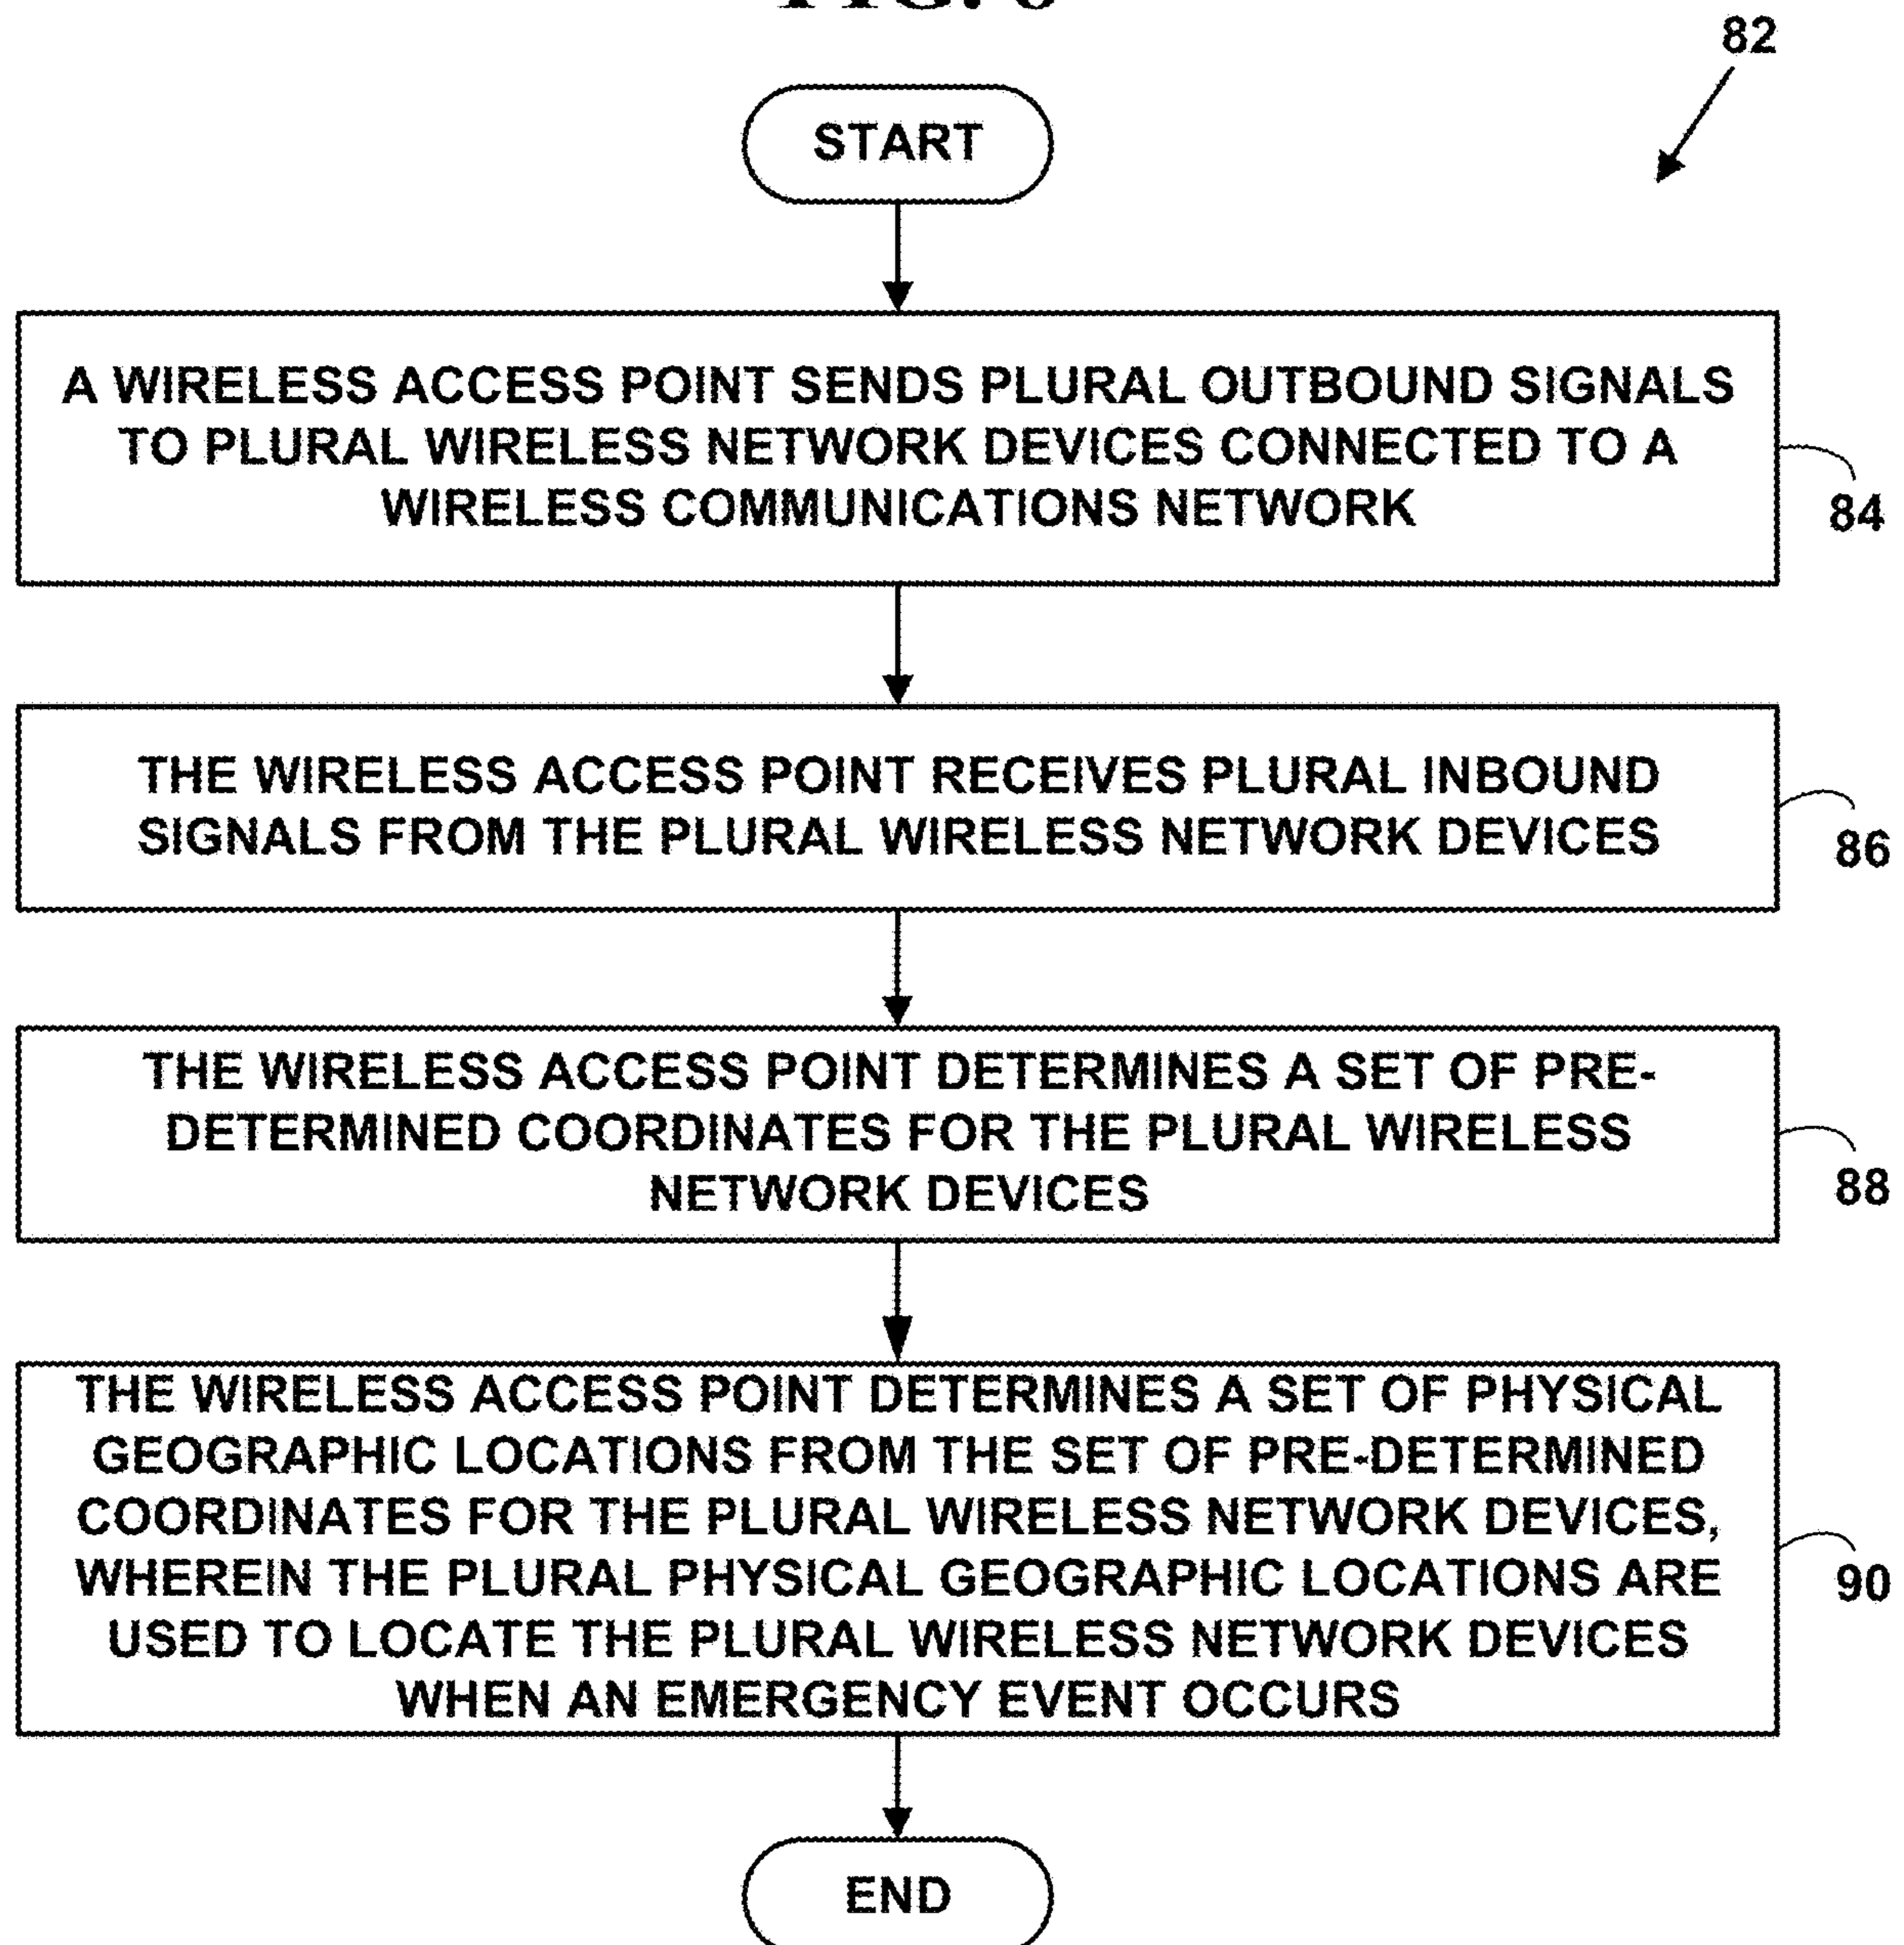 82
START
A WIRELESS ACCESS POINT SENDS PLURAL OUTBOUND SIGNALS
TO PLURAL WIRELESS NETWORK DEVICES CONNECTED TO A
WIRELESS COMMUNICATIONS NETWORK
84
THE WIRELESS ACCESS POINT RECEIVES PLURAL INBOUND
SIGNALS FROM THE PLURAL WIRELESS NETWORK DEVICES
86
THE WIRELESS ACCESS POINT DETERMINES A SET OF PRE-
DETERMINED COORDINATES FOR THE PLURAL WIRELESS
NETWORK DEVICES
88
THE WIRELESS ACCESS POINT DETERMINES A SET OF PHYSICAL
GEOGRAPHIC LOCATIONS FROM THE SET OF PRE-DETERMINED
COORDINATES FOR THE PLURAL WIRELESS NETWORK DEVICES,
WHEREIN THE PLURAL PHYSICAL GEOGRAPHIC LOCATIONS ARE
USED TO LOCATE THE PLURAL WIRELESS NETWORK DEVICES
WHEN AN EMERGENCY EVENT OCCURS
90
END